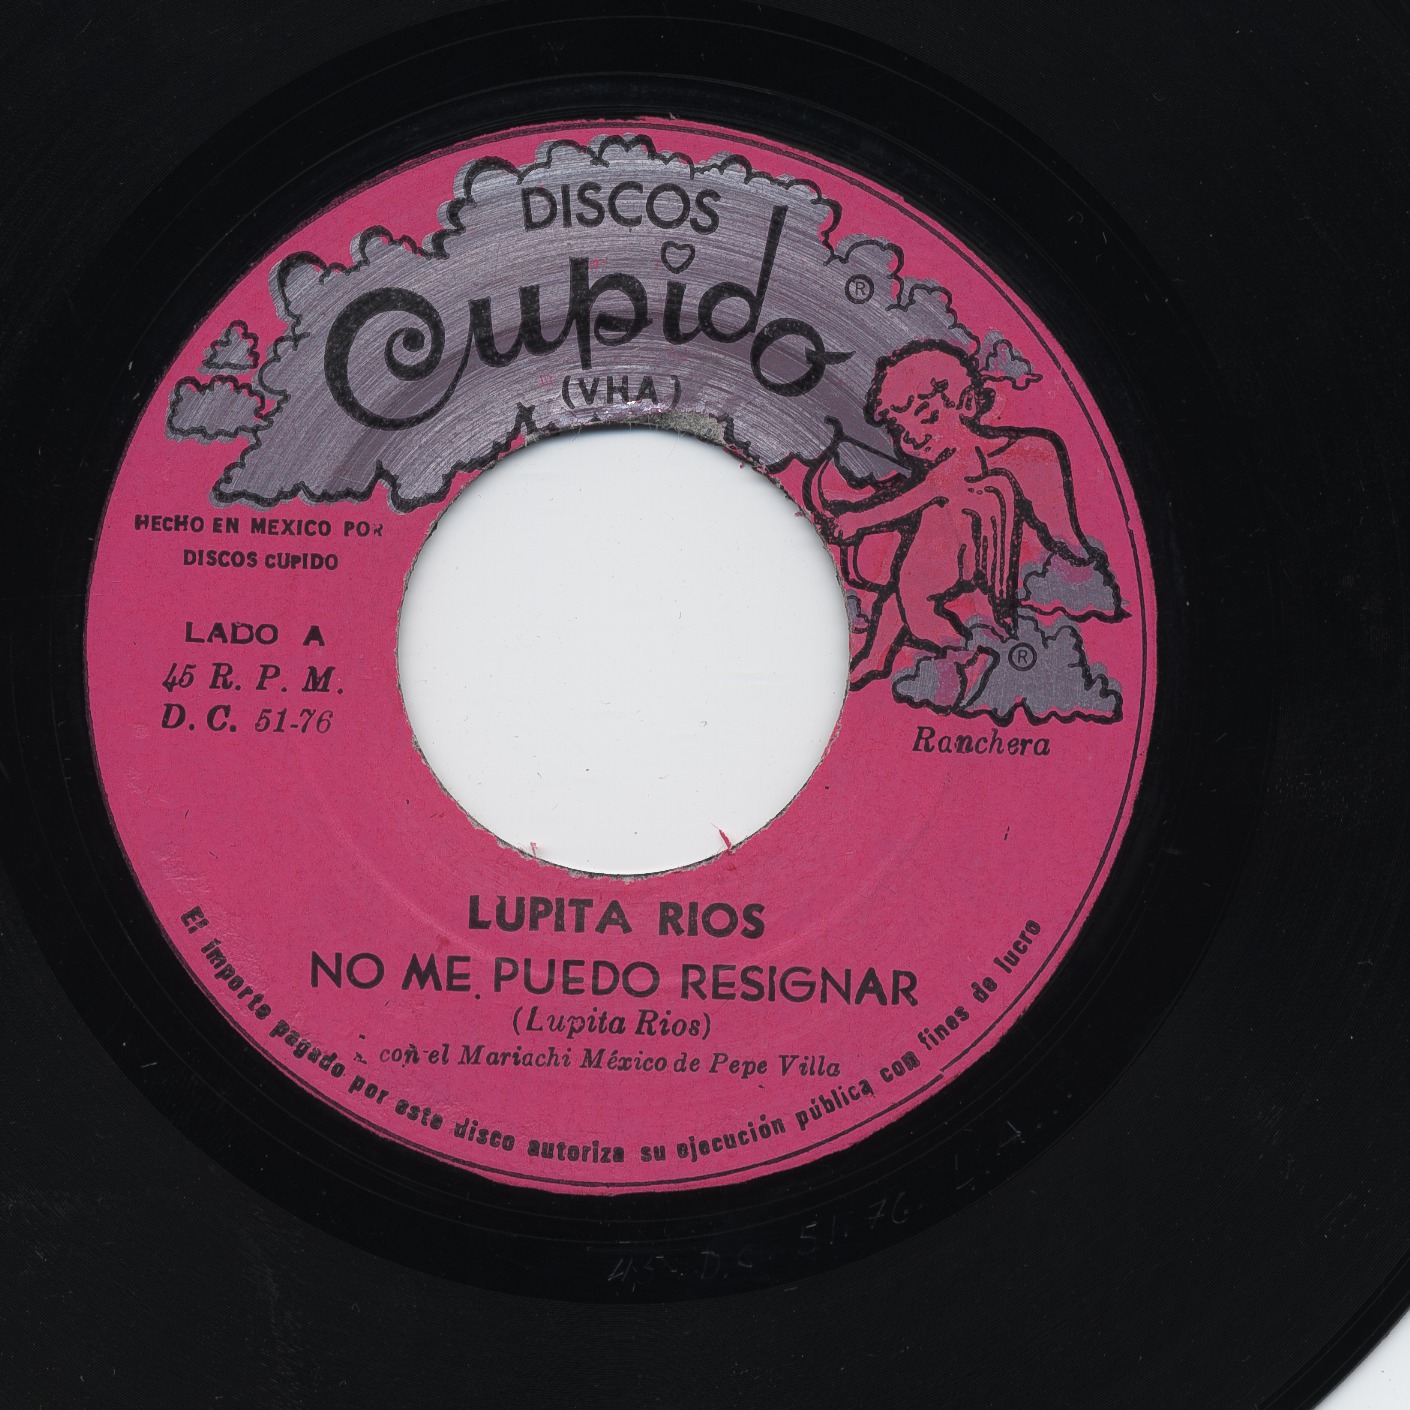 DISCOS
Cupido ®
(VHA)
HECHO EN MEXICO POR
DISCOS CUPIDO
LADO A
45 R. P. M.
D. C. 51-76
®
Ranchera
LUPITA RIOS
NO ME PUEDO RESIGNAR
(Lupita Rios)
con el Mariachi México de Pepe Villa
El importe pagado por este disco autoriza su ejecución pública com fines de lucro
45 D.C. 51.76. L.A.